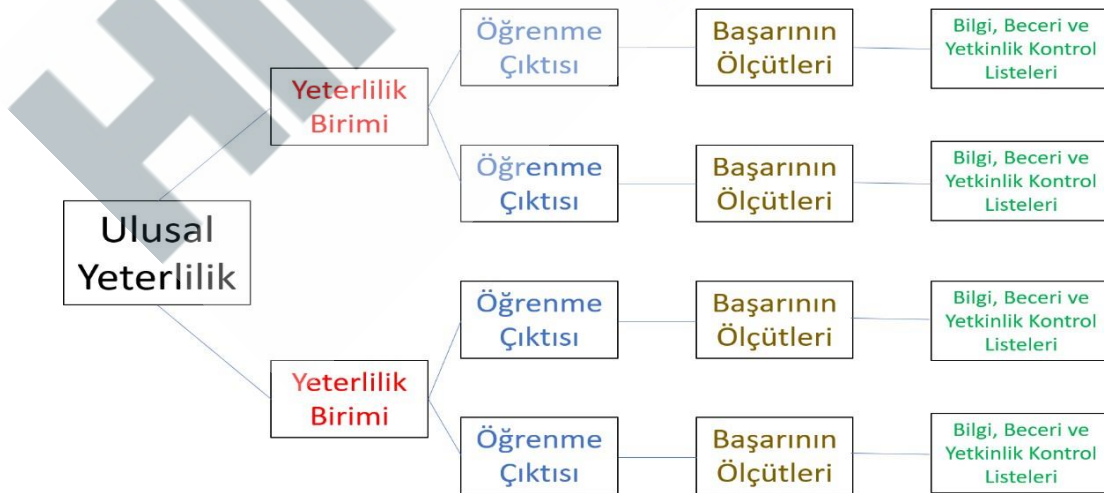 Ulusal
Yeterlilik
Yeterlilik
Birimi
Öğrenme
Çıktısı
Başarının
Ölçütleri
Bilgi, Beceri ve
Yetkinlik Kontrol
Listeleri
Öğrenme
Çıktısı
Başarının
Ölçütleri
Bilgi, Beceri ve
Yetkinlik Kontrol
Listeleri
Yeterlilik
Birimi
Öğrenme
Çıktısı
Başarının
Ölçütleri
Bilgi, Beceri ve
Yetkinlik Kontrol
Listeleri
Öğrenme
Çıktısı
Başarının
Ölçütleri
Bilgi, Beceri ve
Yetkinlik Kontrol
Listeleri